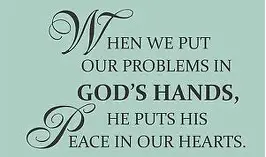 WHEN WE PUT
OUR PROBLEMS IN
GOD'S HANDS,
HE PUTS HIS
PEACE IN OUR HEARTS.